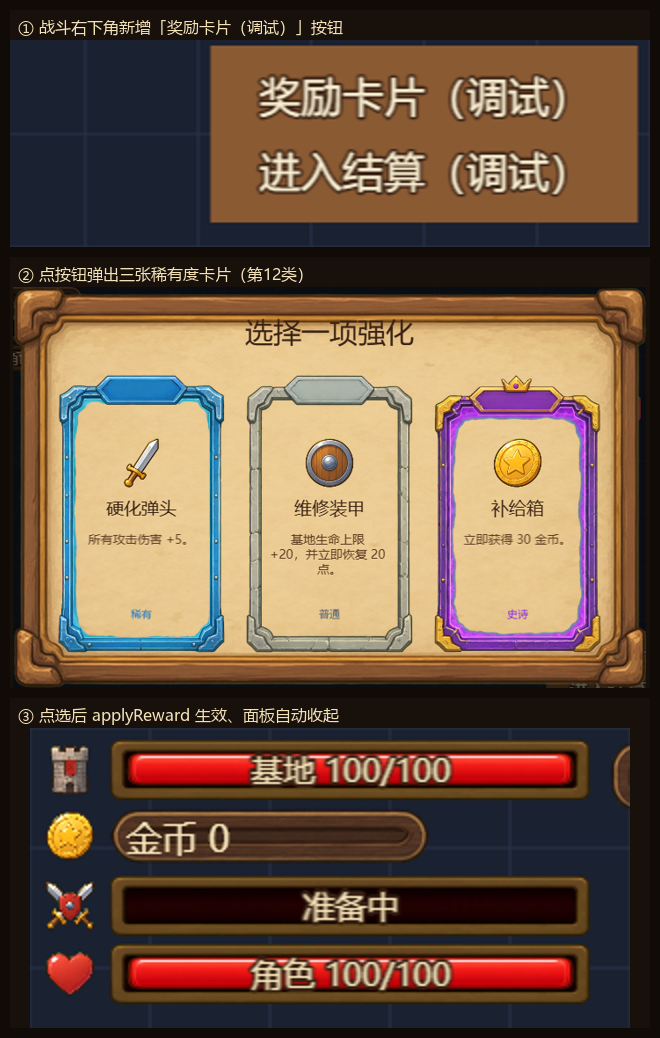 ① 战斗右下角新增「奖励卡片（调试）」按钮
奖励卡片（调试）
进入结算（调试）
② 点按钮弹出三张稀有度卡片（第12类）
选择一项强化
硬化弹头
所有攻击伤害 +5。
稀有
维修装甲
基地生命上限
+20，并立即恢复 20
点。
普通
补给箱
立即获得 30 金币。
史诗
③ 点选后 applyReward 生效、面板自动收起
基地 100/100
金币 0
准备中
角色 100/100